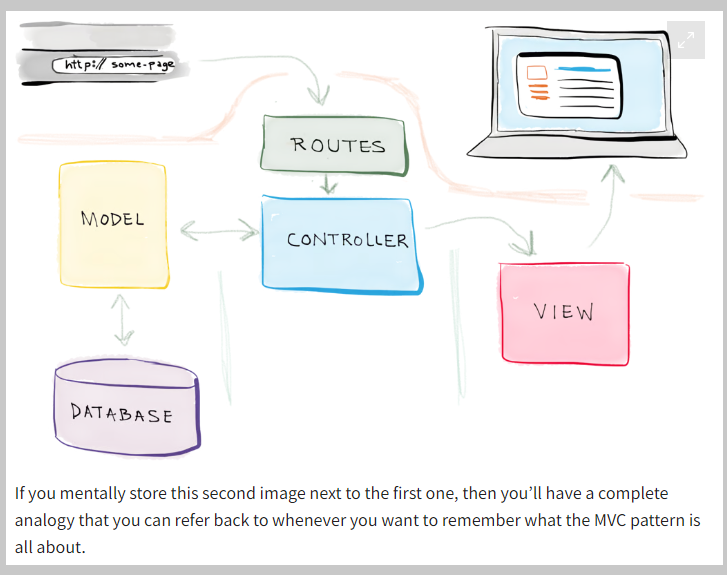 http:// some-page
ROUTES
MODEL
CONTROLLER
VIEW
DATABASE
If you mentally store this second image next to the first one, then you’ll have a complete
analogy that you can refer back to whenever you want to remember what the MVC pattern is
all about.